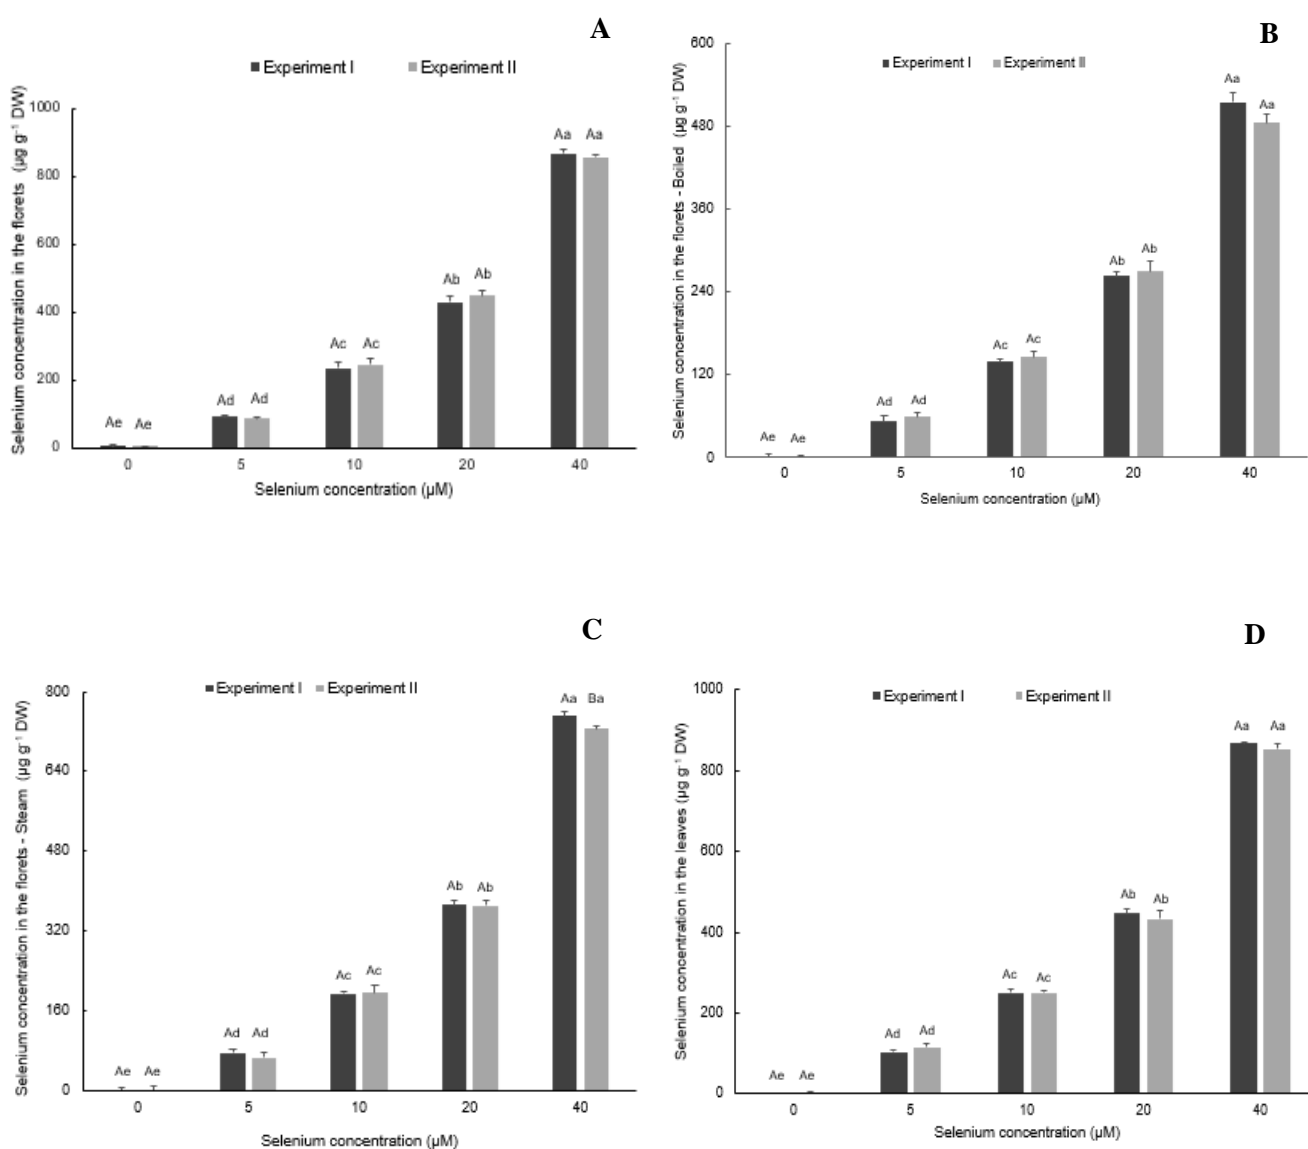 A
Experiment I Experiment II
Selenium concentration in the florets (µg g⁻¹ DW)
1000
800
600
400
200
0
Ae Ae Ad Ad Ac Ac Ab Ab Aa Aa
0 5 10 20 40
Selenium concentration (µM)
B
Experiment I Experiment II
Selenium concentration in the florets - Boiled (µg g⁻¹ DW)
600
480
360
240
120
0
Ae Ae Ad Ad Ac Ac Ab Ab Aa Aa
0 5 10 20 40
Selenium concentration (µM)
C
Experiment I Experiment II
Selenium concentration in the florets - Steam (µg g⁻¹ DW)
800
640
480
320
160
0
Ae Ae Ad Ad Ac Ac Ab Ab Aa Ba
0 5 10 20 40
Selenium concentration (µM)
D
Experiment I Experiment II
Selenium concentration in the leaves (µg g⁻¹ DW)
1000
800
600
400
200
0
Ae Ae Ad Ad Ac Ac Ab Ab Aa Aa
0 5 10 20 40
Selenium concentration (µM)